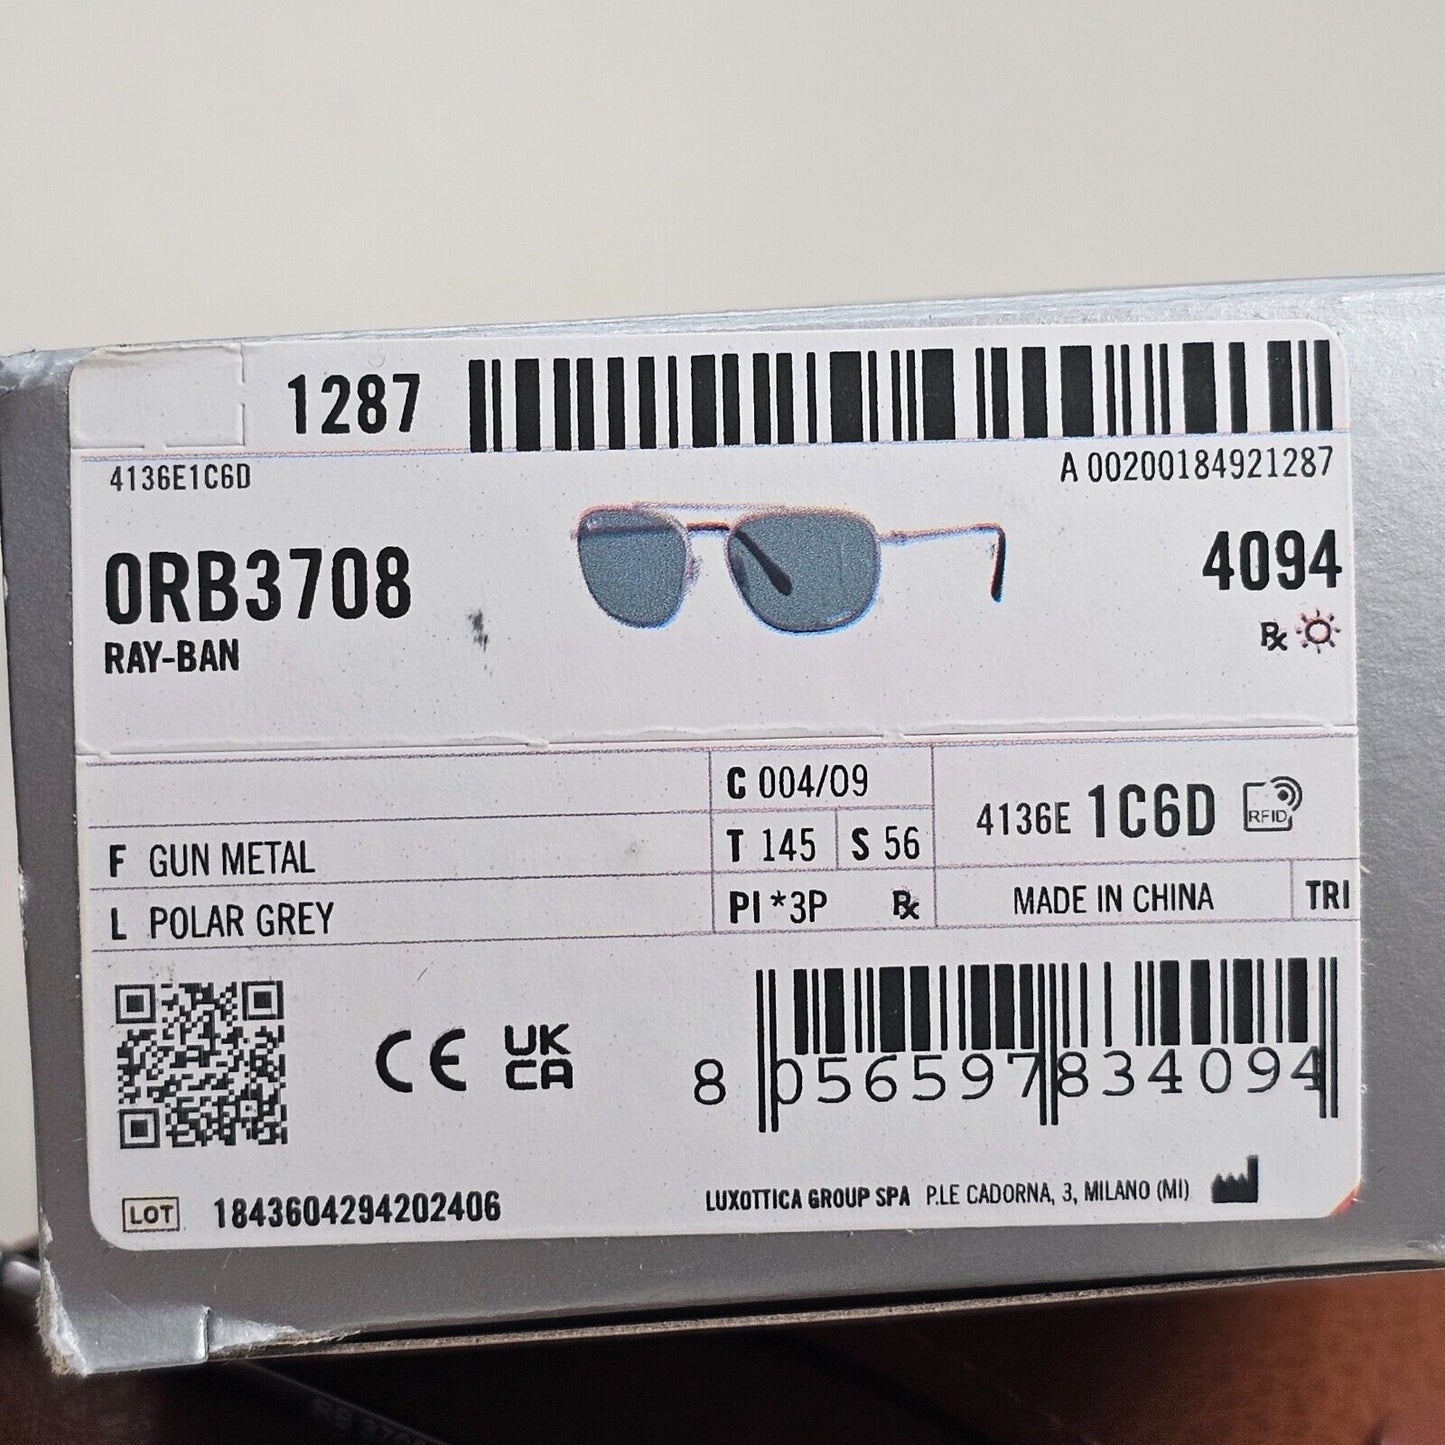 1287
A 00200184921287
4136E1C6D
0RB3708
4094
RAY-BAN
Rx
C 004/09
4136E 1C6D RFID
F GUN METAL
T 145 S 56
L POLAR GREY
PI *3P Rx
MADE IN CHINA TRI
CE UK
CA
8 056597 834094
LOT 1843604294202406
LUXOTTICA GROUP SPA P.LE CADORNA, 3, MILANO (MI)